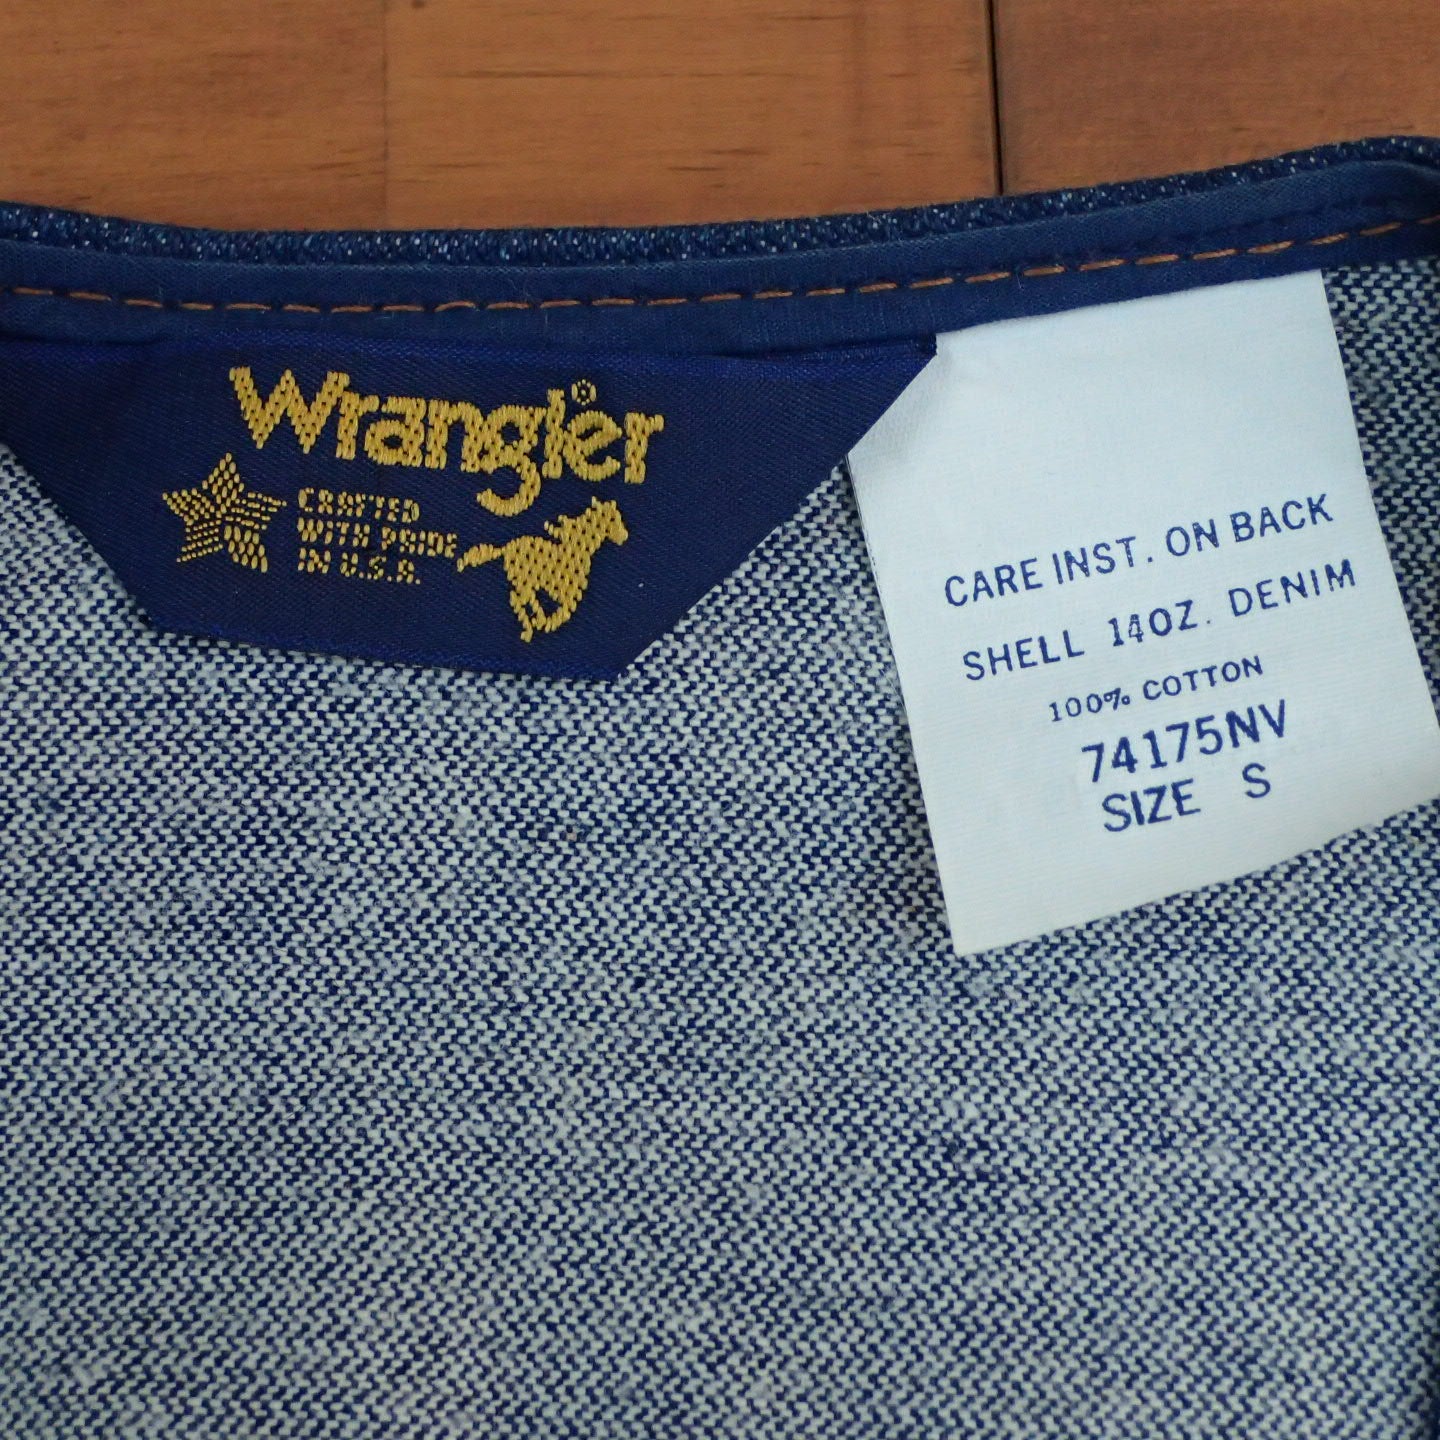 Wrangler®
CRAFTED
WITH PRIDE
IN U.S.A.
CARE INST. ON BACK
SHELL 14OZ. DENIM
100% COTTON
74175NV
SIZE S